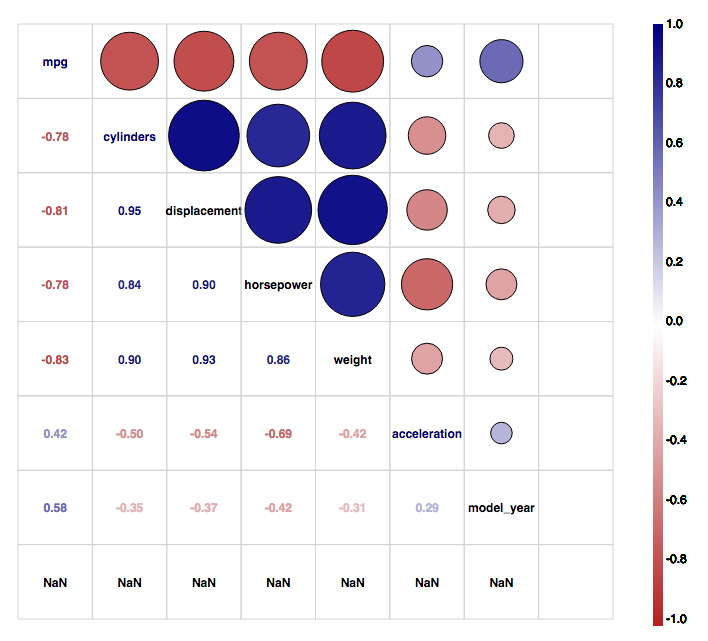 mpg
-0.78 cylinders
-0.81 0.95 displacement
-0.78 0.84 0.90 horsepower
-0.83 0.90 0.93 0.86 weight
0.42 -0.50 -0.54 -0.69 -0.42 acceleration
0.58 -0.35 -0.37 -0.42 -0.31 0.29 model_year
NaN NaN NaN NaN NaN NaN NaN
1.0
0.8
0.6
0.4
0.2
0.0
-0.2
-0.4
-0.6
-0.8
-1.0